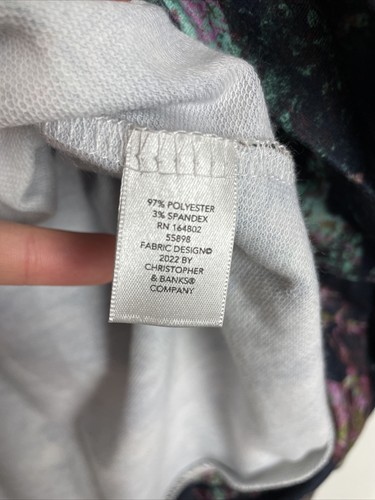 97% POLYESTER
3% SPANDEX
RN 164802
55898
FABRIC DESIGN©
2022 BY
CHRISTOPHER
& BANKS®
COMPANY